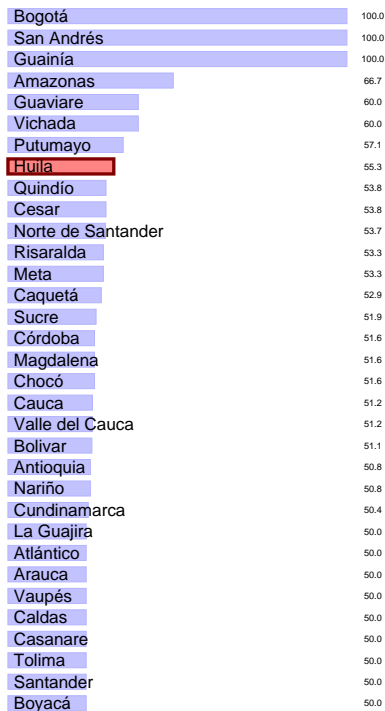 Bogotá 100.0
San Andrés 100.0
Guainía 100.0
Amazonas 66.7
Guaviare 60.0
Vichada 60.0
Putumayo 57.1
Huila 55.3
Quindío 53.8
Cesar 53.8
Norte de Santander 53.7
Risaralda 53.3
Meta 53.3
Caquetá 52.9
Sucre 51.9
Córdoba 51.6
Magdalena 51.6
Chocó 51.6
Cauca 51.2
Valle del Cauca 51.2
Bolivar 51.1
Antioquia 50.8
Nariño 50.8
Cundinamarca 50.4
La Guajira 50.0
Atlántico 50.0
Arauca 50.0
Vaupés 50.0
Caldas 50.0
Casanare 50.0
Tolima 50.0
Santander 50.0
Boyacá 50.0